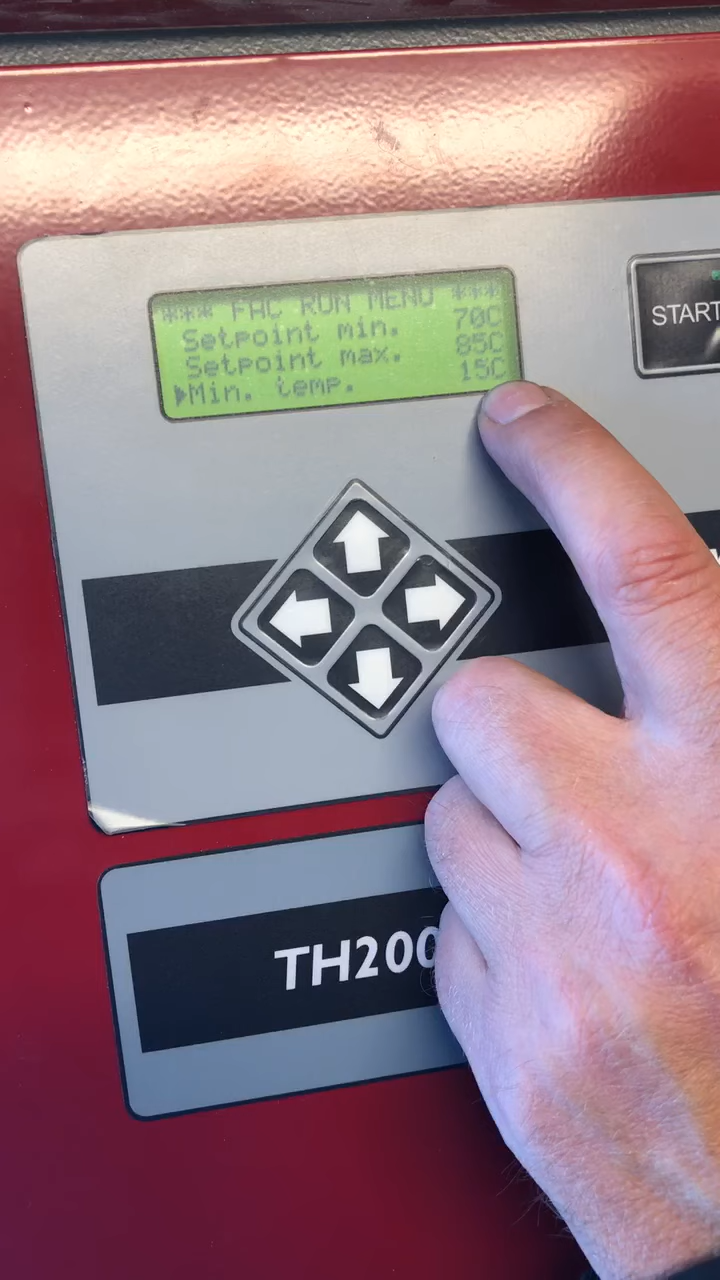 *** FAC RUN MENU ***
Setpoint min. 70C
Setpoint max. 85C
Min. temp. 15C
START
TH200